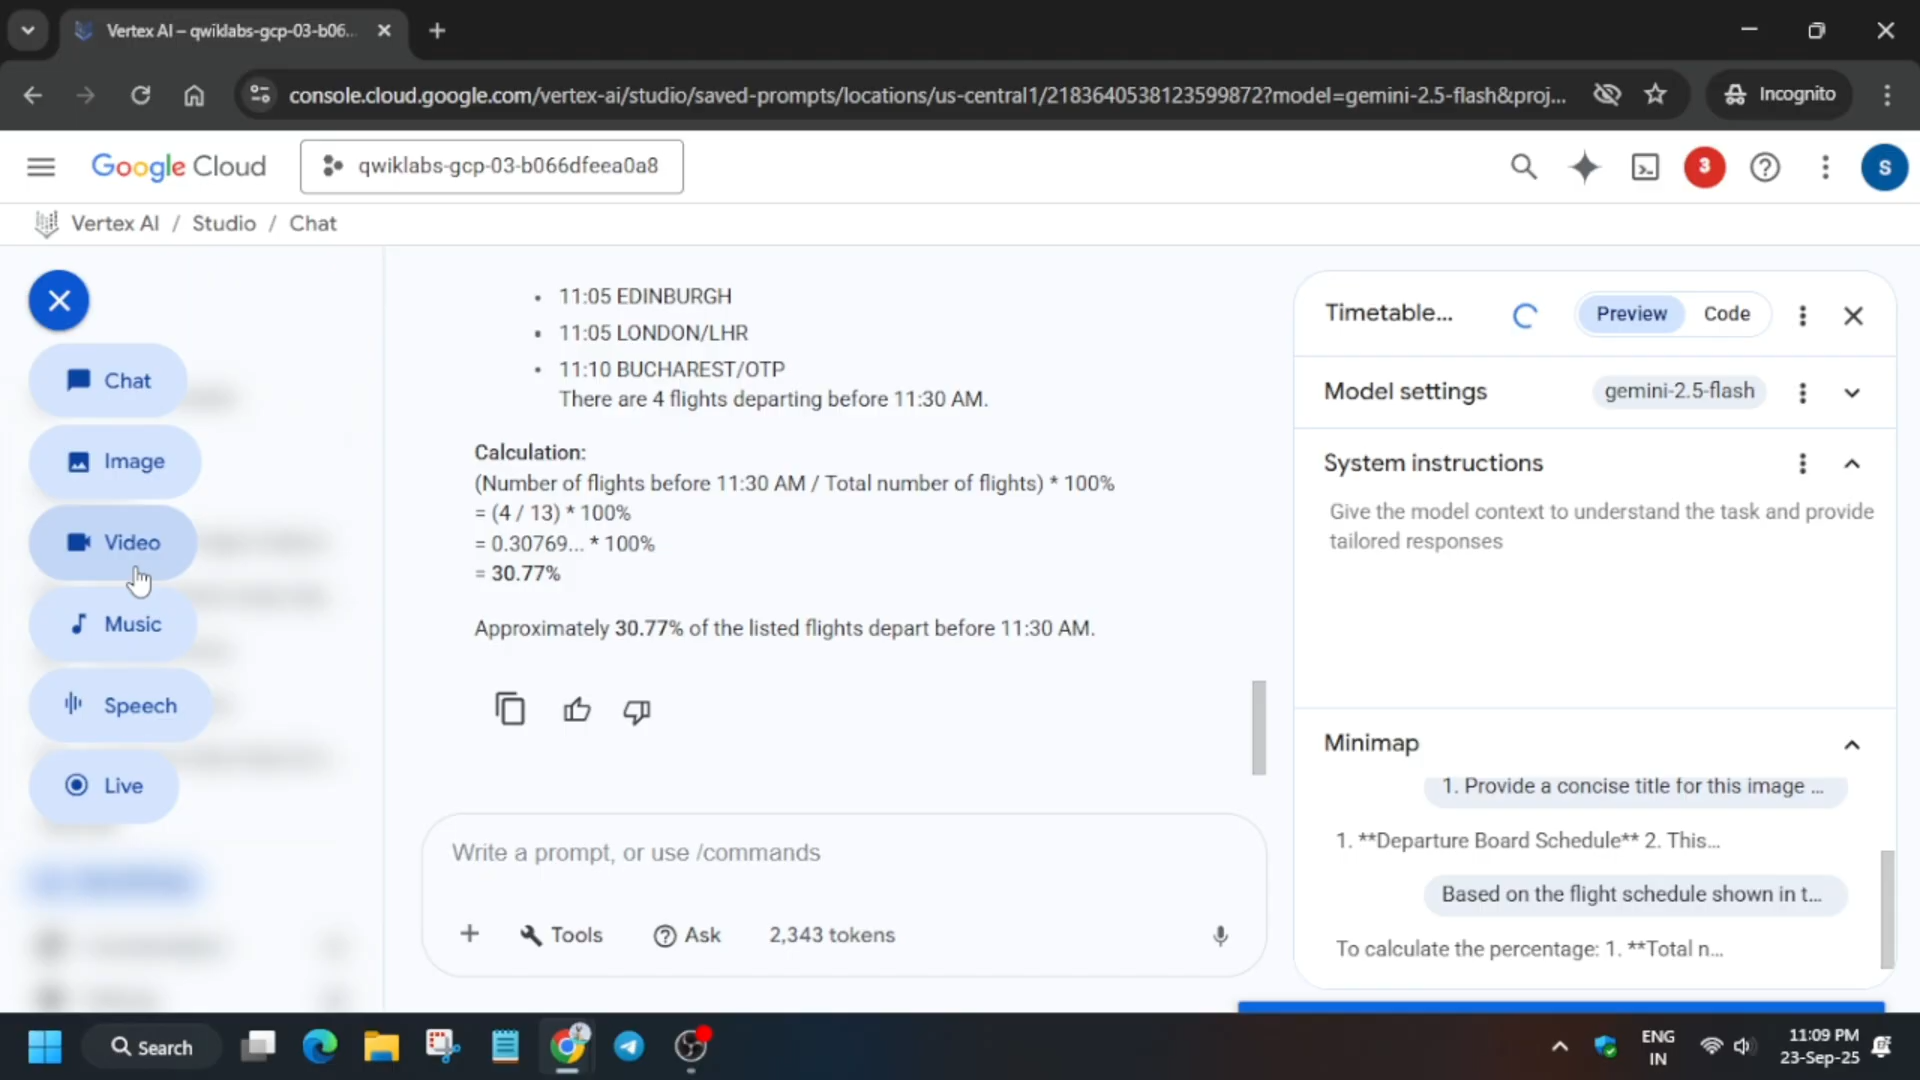 Vertex AI – qwiklabs-gcp-03-b06...
console.cloud.google.com/vertex-ai/studio/saved-prompts/locations/us-central1/2183640538123599872?model=gemini-2.5-flash&proj...
Incognito
Google Cloud
qwiklabs-gcp-03-b066dfeea0a8
3
S
Vertex AI / Studio / Chat
Chat
Image
Video
Music
Speech
Live
• 11:05 EDINBURGH
• 11:05 LONDON/LHR
• 11:10 BUCHAREST/OTP
There are 4 flights departing before 11:30 AM.
Calculation:
(Number of flights before 11:30 AM / Total number of flights) * 100%
= (4 / 13) * 100%
= 0.30769... * 100%
= 30.77%
Approximately 30.77% of the listed flights depart before 11:30 AM.
Write a prompt, or use /commands
Tools
Ask
2,343 tokens
Timetable...
Preview
Code
Model settings
gemini-2.5-flash
System instructions
Give the model context to understand the task and provide
tailored responses
Minimap
1. Provide a concise title for this image ...
1. **Departure Board Schedule** 2. This...
Based on the flight schedule shown in t...
To calculate the percentage: 1. **Total n...
Search
ENG
IN
11:09 PM
23-Sep-25